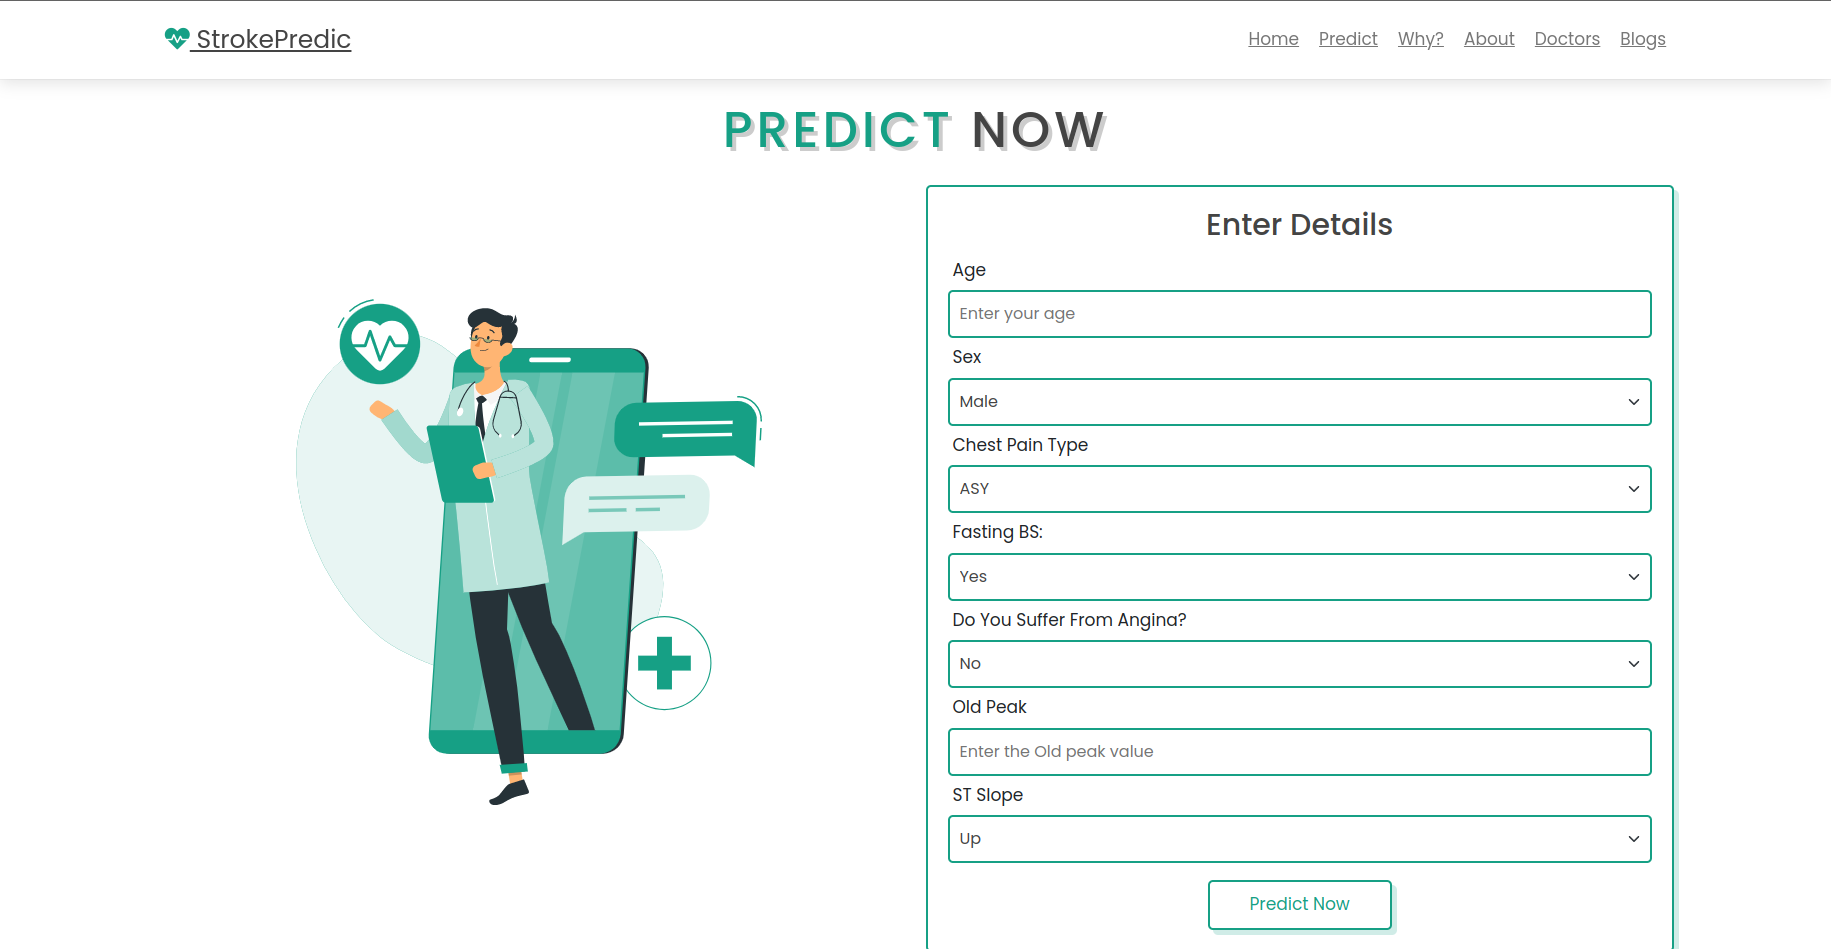 StrokePredic
Home Predict Why? About Doctors Blogs
PREDICT NOW
Enter Details
Age
Enter your age
Sex
Male
Chest Pain Type
ASY
Fasting BS:
Yes
Do You Suffer From Angina?
No
Old Peak
Enter the Old peak value
ST Slope
Up
Predict Now